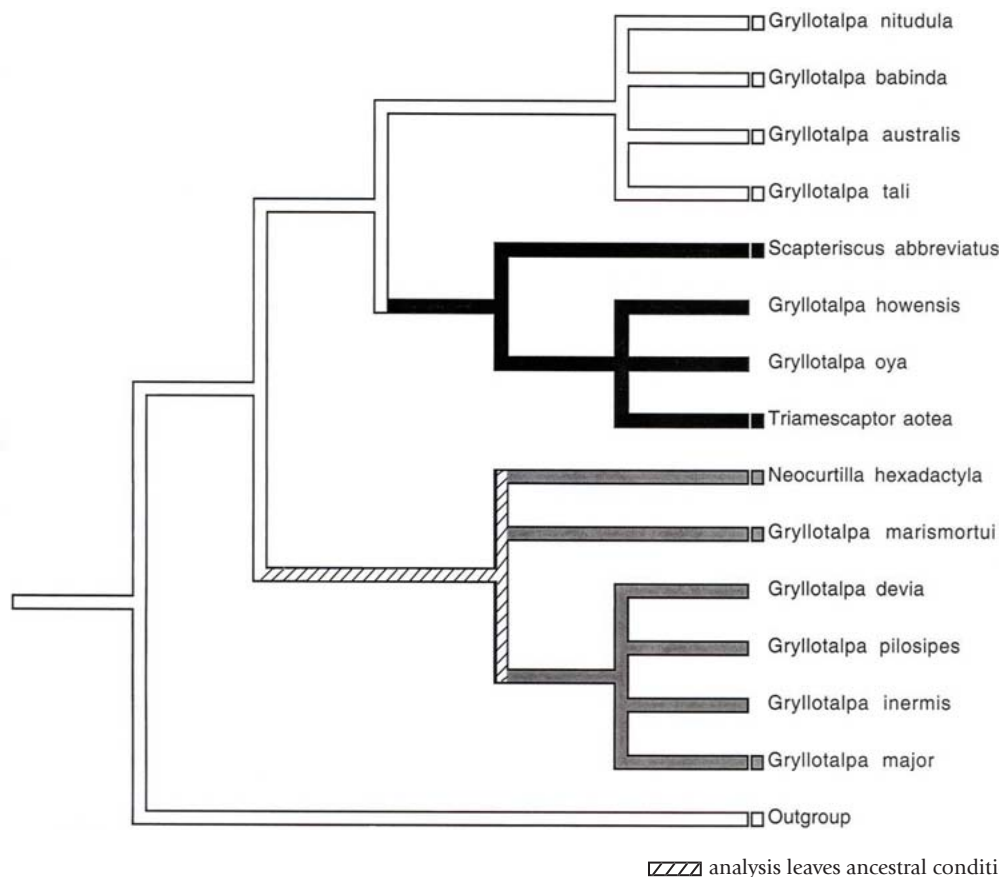 Gryllotalpa nitudula
Gryllotalpa babinda
Gryllotalpa australis
Gryllotalpa tali
Scapteriscus abbreviatus
Gryllotalpa howensis
Gryllotalpa oya
Triamescaptor aotea
Neocurtilla hexadactyla
Gryllotalpa marismortui
Gryllotalpa devia
Gryllotalpa pilosipes
Gryllotalpa inermis
Gryllotalpa major
Outgroup
analysis leaves ancestral conditi